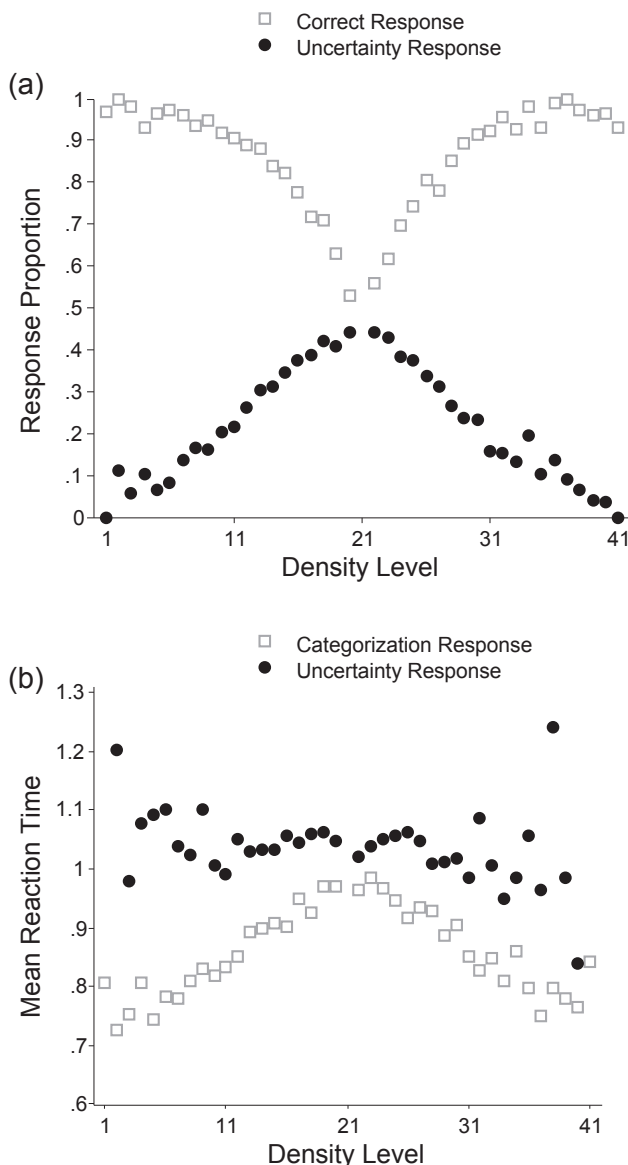 Correct Response
Uncertainty Response
(a)
1
.9
.8
.7
.6
.5
.4
.3
.2
.1
0
Response Proportion
1 11 21 31 41
Density Level
Categorization Response
Uncertainty Response
(b)
1.3
1.2
1.1
1
.9
.8
.7
.6
Mean Reaction Time
1 11 21 31 41
Density Level